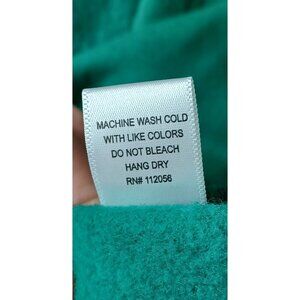 MACHINE WASH COLD
WITH LIKE COLORS
DO NOT BLEACH
HANG DRY
RN# 112056